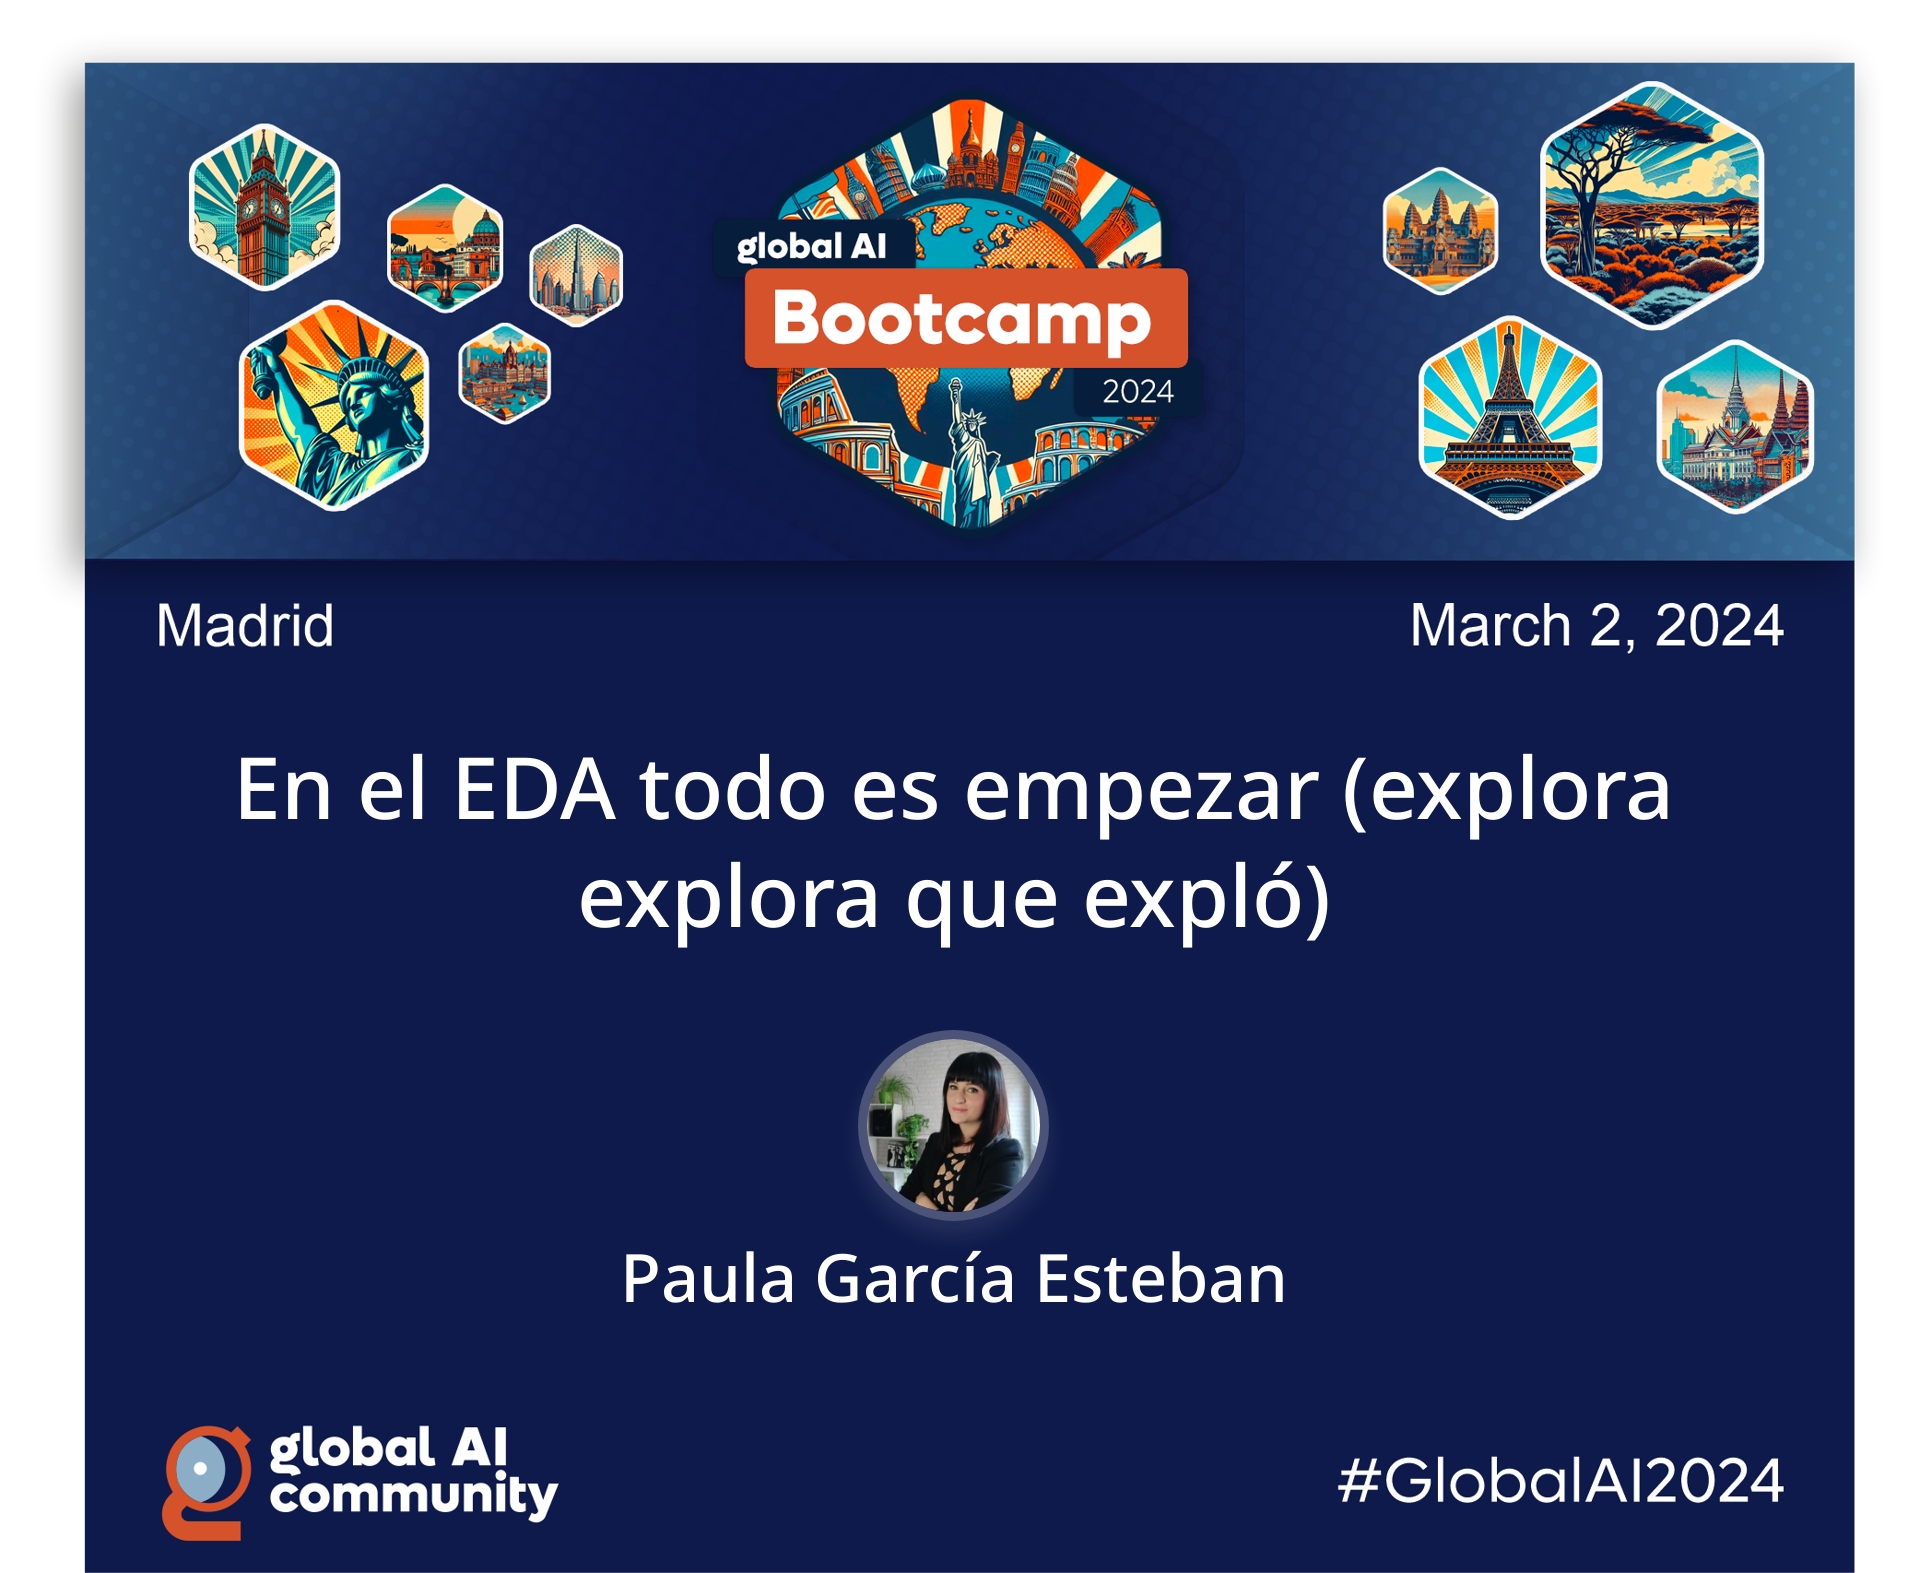 global AI
Bootcamp
2024
Madrid
March 2, 2024
En el EDA todo es empezar (explora
explora que expló)
Paula García Esteban
global AI
community
#GlobalAI2024